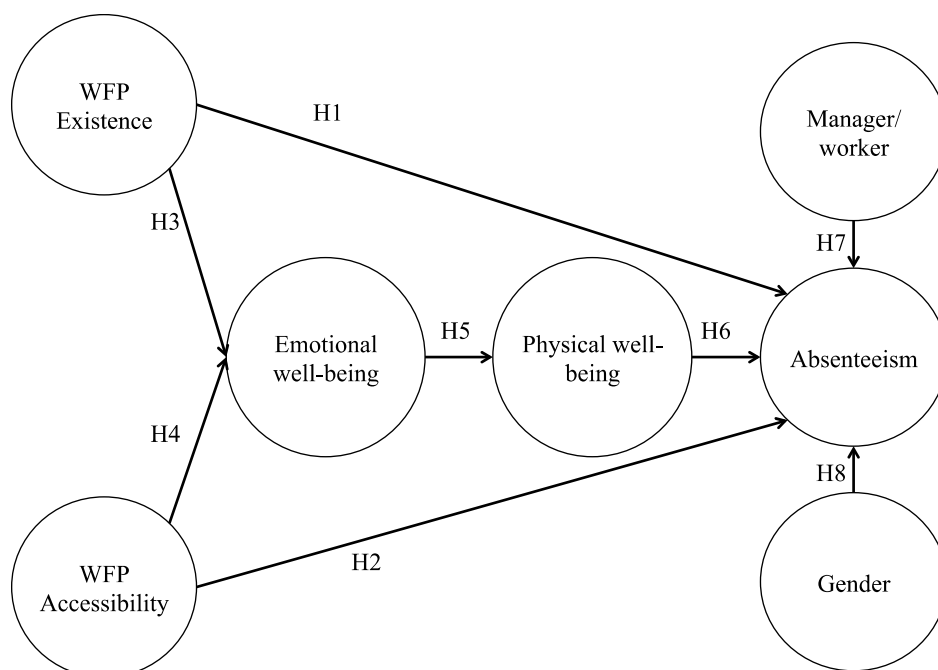 WFP
Existence
H1
Manager/
worker
H3
H7
Emotional
well-being
H5
Physical well-
being
H6
Absenteeism
H4
H2
H8
WFP
Accessibility
Gender